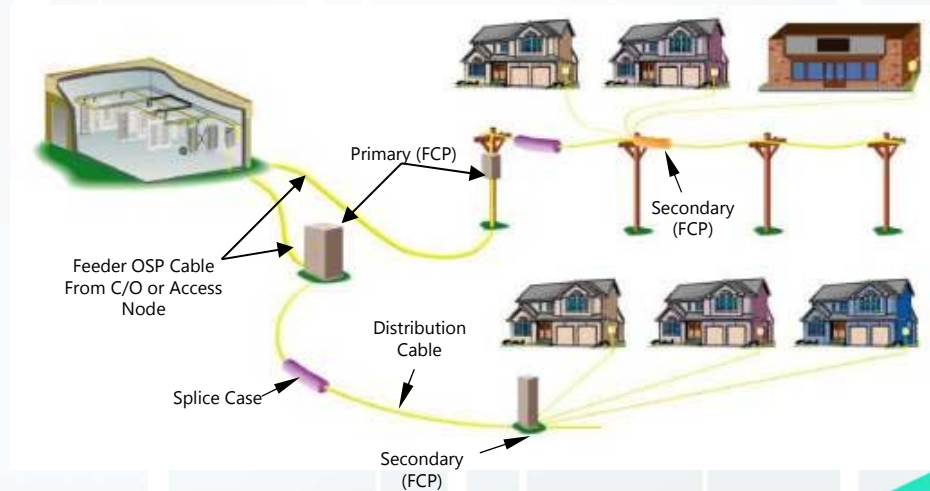 Primary (FCP)
Secondary
(FCP)
Feeder OSP Cable
From C/O or Access
Node
Distribution
Cable
Splice Case
Secondary
(FCP)